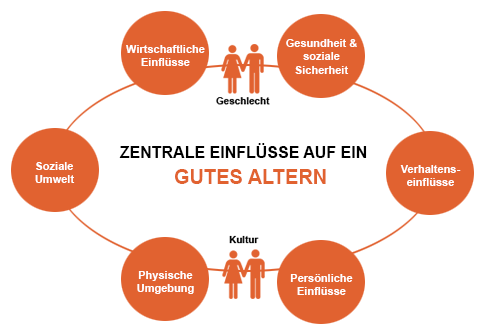 Wirtschaftliche
Einflüsse
Gesundheit &
soziale
Sicherheit
Geschlecht
ZENTRALE EINFLÜSSE AUF EIN
GUTES ALTERN
Soziale
Umwelt
Verhaltens-
einflüsse
Kultur
Physische
Umgebung
Persönliche
Einflüsse